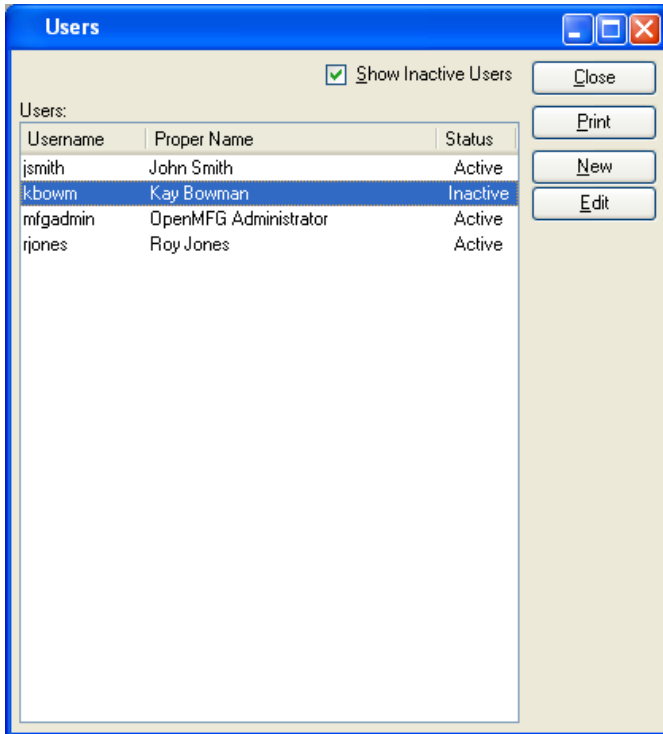 Users
Show Inactive Users
Close
Users:
Print
Username Proper Name Status
New
jsmith John Smith Active
kbowm Kay Bowman Inactive
Edit
mfgadmin OpenMFG Administrator Active
rjones Roy Jones Active